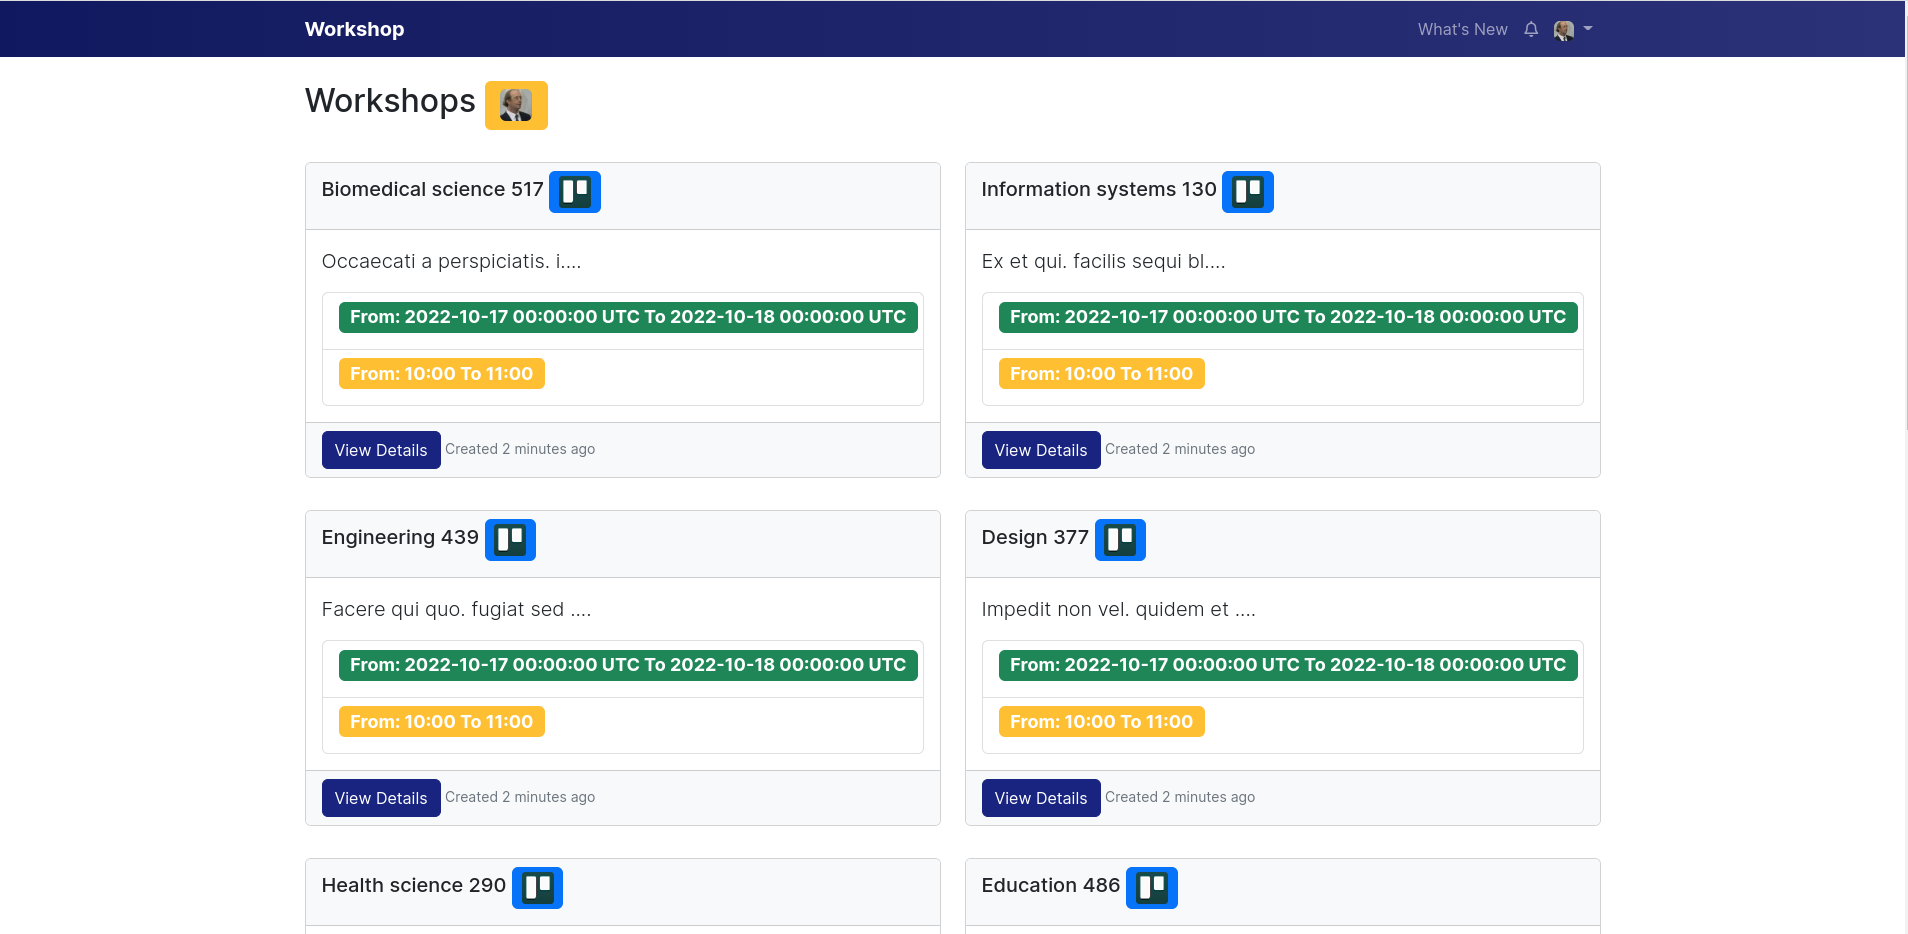 Workshop
What's New
Workshops
Biomedical science 517
Occaecati a perspiciatis. i....
From: 2022-10-17 00:00:00 UTC To 2022-10-18 00:00:00 UTC
From: 10:00 To 11:00
View Details Created 2 minutes ago
Information systems 130
Ex et qui. facilis sequi bl....
From: 2022-10-17 00:00:00 UTC To 2022-10-18 00:00:00 UTC
From: 10:00 To 11:00
View Details Created 2 minutes ago
Engineering 439
Facere qui quo. fugiat sed ....
From: 2022-10-17 00:00:00 UTC To 2022-10-18 00:00:00 UTC
From: 10:00 To 11:00
View Details Created 2 minutes ago
Design 377
Impedit non vel. quidem et ....
From: 2022-10-17 00:00:00 UTC To 2022-10-18 00:00:00 UTC
From: 10:00 To 11:00
View Details Created 2 minutes ago
Health science 290
Education 486